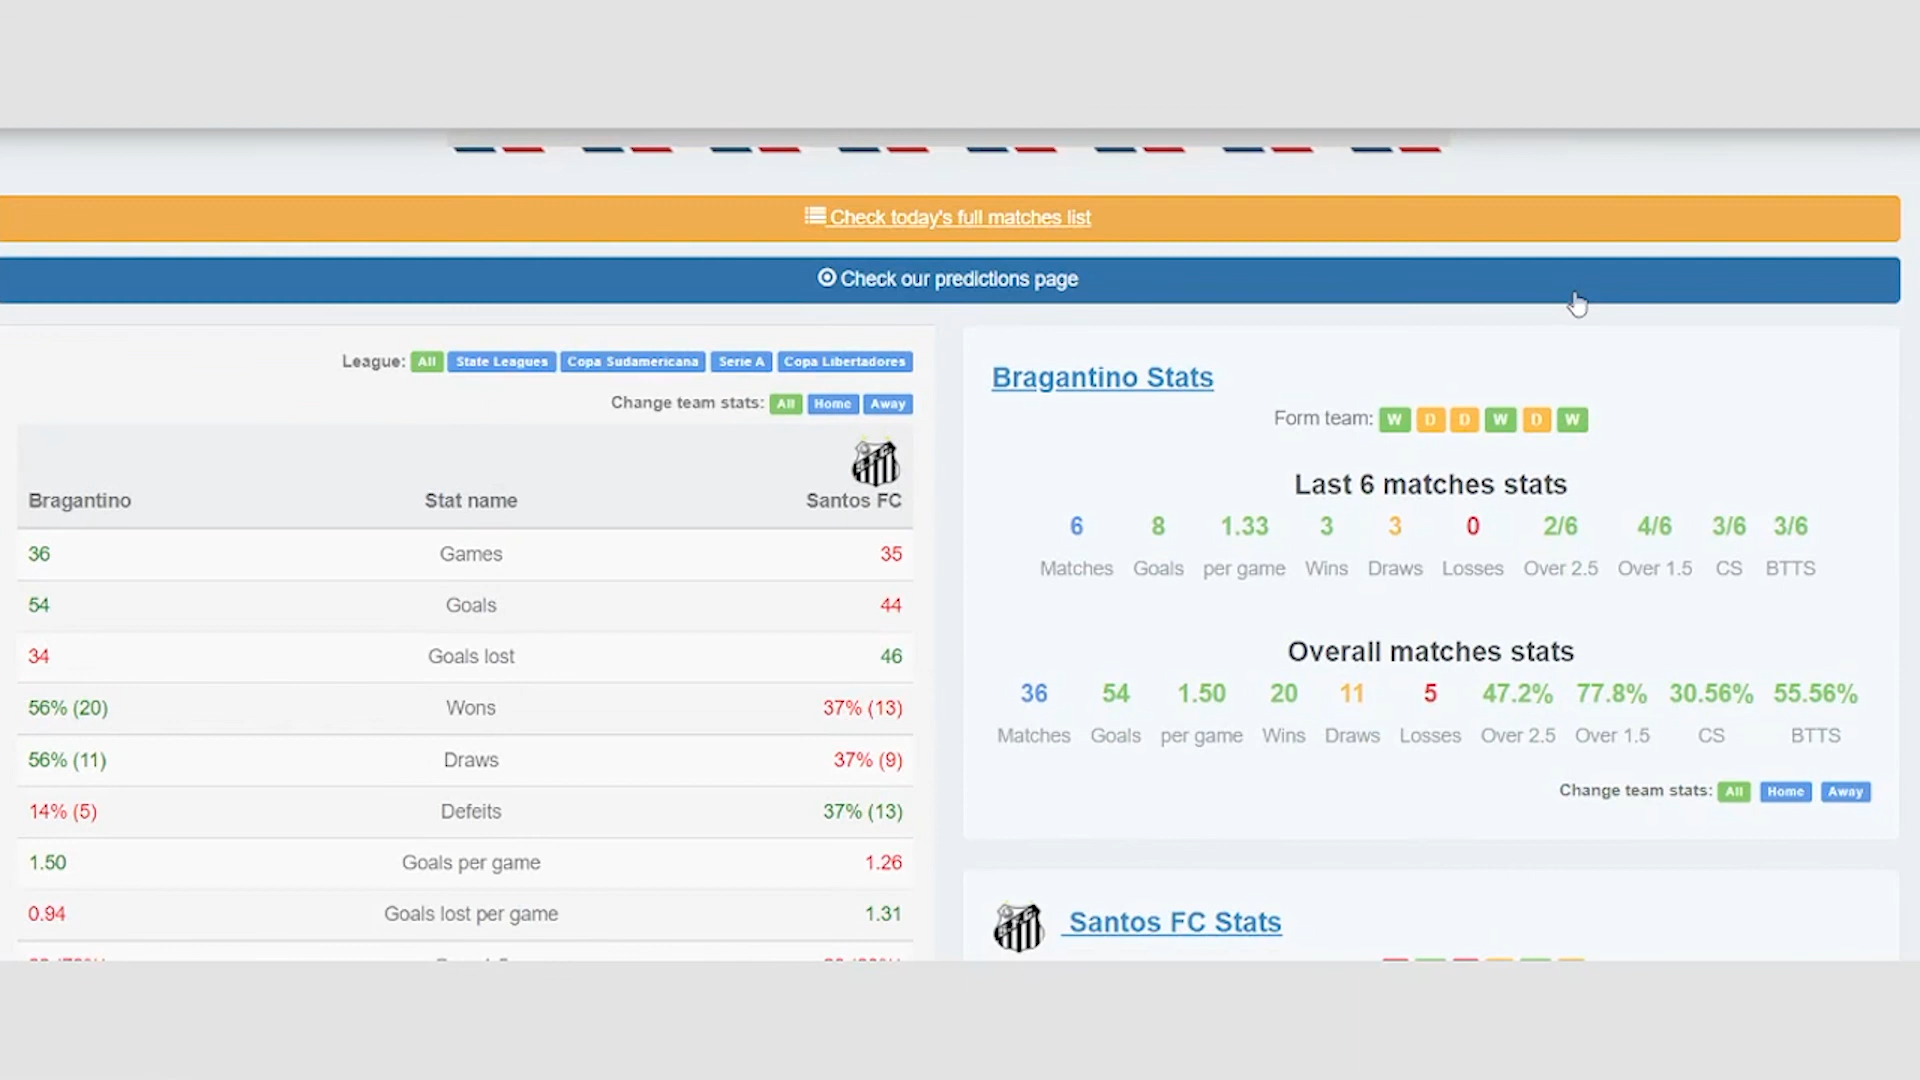 Check today's full matches list
Check our predictions page
League: All State Leagues Copa Sudamericana Serie A Copa Libertadores
Change team stats: All Home Away
Bragantino Stat name Santos FC
36 Games 35
54 Goals 44
34 Goals lost 46
56% (20) Wons 37% (13)
56% (11) Draws 37% (9)
14% (5) Defeits 37% (13)
1.50 Goals per game 1.26
0.94 Goals lost per game 1.31
Bragantino Stats
Form team: W D D W D W
Last 6 matches stats
6 8 1.33 3 3 0 2/6 4/6 3/6 3/6
Matches Goals per game Wins Draws Losses Over 2.5 Over 1.5 CS BTTS
Overall matches stats
36 54 1.50 20 11 5 47.2% 77.8% 30.56% 55.56%
Matches Goals per game Wins Draws Losses Over 2.5 Over 1.5 CS BTTS
Change team stats: All Home Away
Santos FC Stats